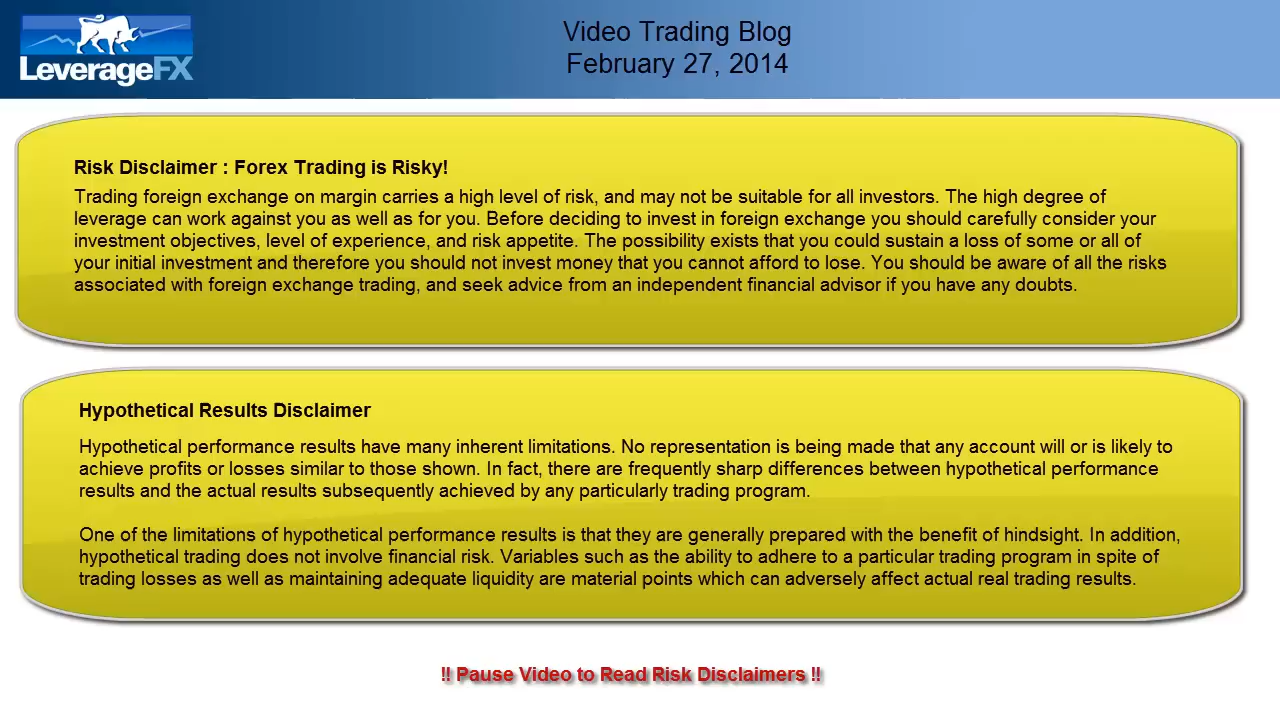 LeverageFX
Video Trading Blog
February 27, 2014
Risk Disclaimer : Forex Trading is Risky!
Trading foreign exchange on margin carries a high level of risk, and may not be suitable for all investors. The high degree of
leverage can work against you as well as for you. Before deciding to invest in foreign exchange you should carefully consider your
investment objectives, level of experience, and risk appetite. The possibility exists that you could sustain a loss of some or all of
your initial investment and therefore you should not invest money that you cannot afford to lose. You should be aware of all the risks
associated with foreign exchange trading, and seek advice from an independent financial advisor if you have any doubts.
Hypothetical Results Disclaimer
Hypothetical performance results have many inherent limitations. No representation is being made that any account will or is likely to
achieve profits or losses similar to those shown. In fact, there are frequently sharp differences between hypothetical performance
results and the actual results subsequently achieved by any particularly trading program.
One of the limitations of hypothetical performance results is that they are generally prepared with the benefit of hindsight. In addition,
hypothetical trading does not involve financial risk. Variables such as the ability to adhere to a particular trading program in spite of
trading losses as well as maintaining adequate liquidity are material points which can adversely affect actual real trading results.
!! Pause Video to Read Risk Disclaimers !!